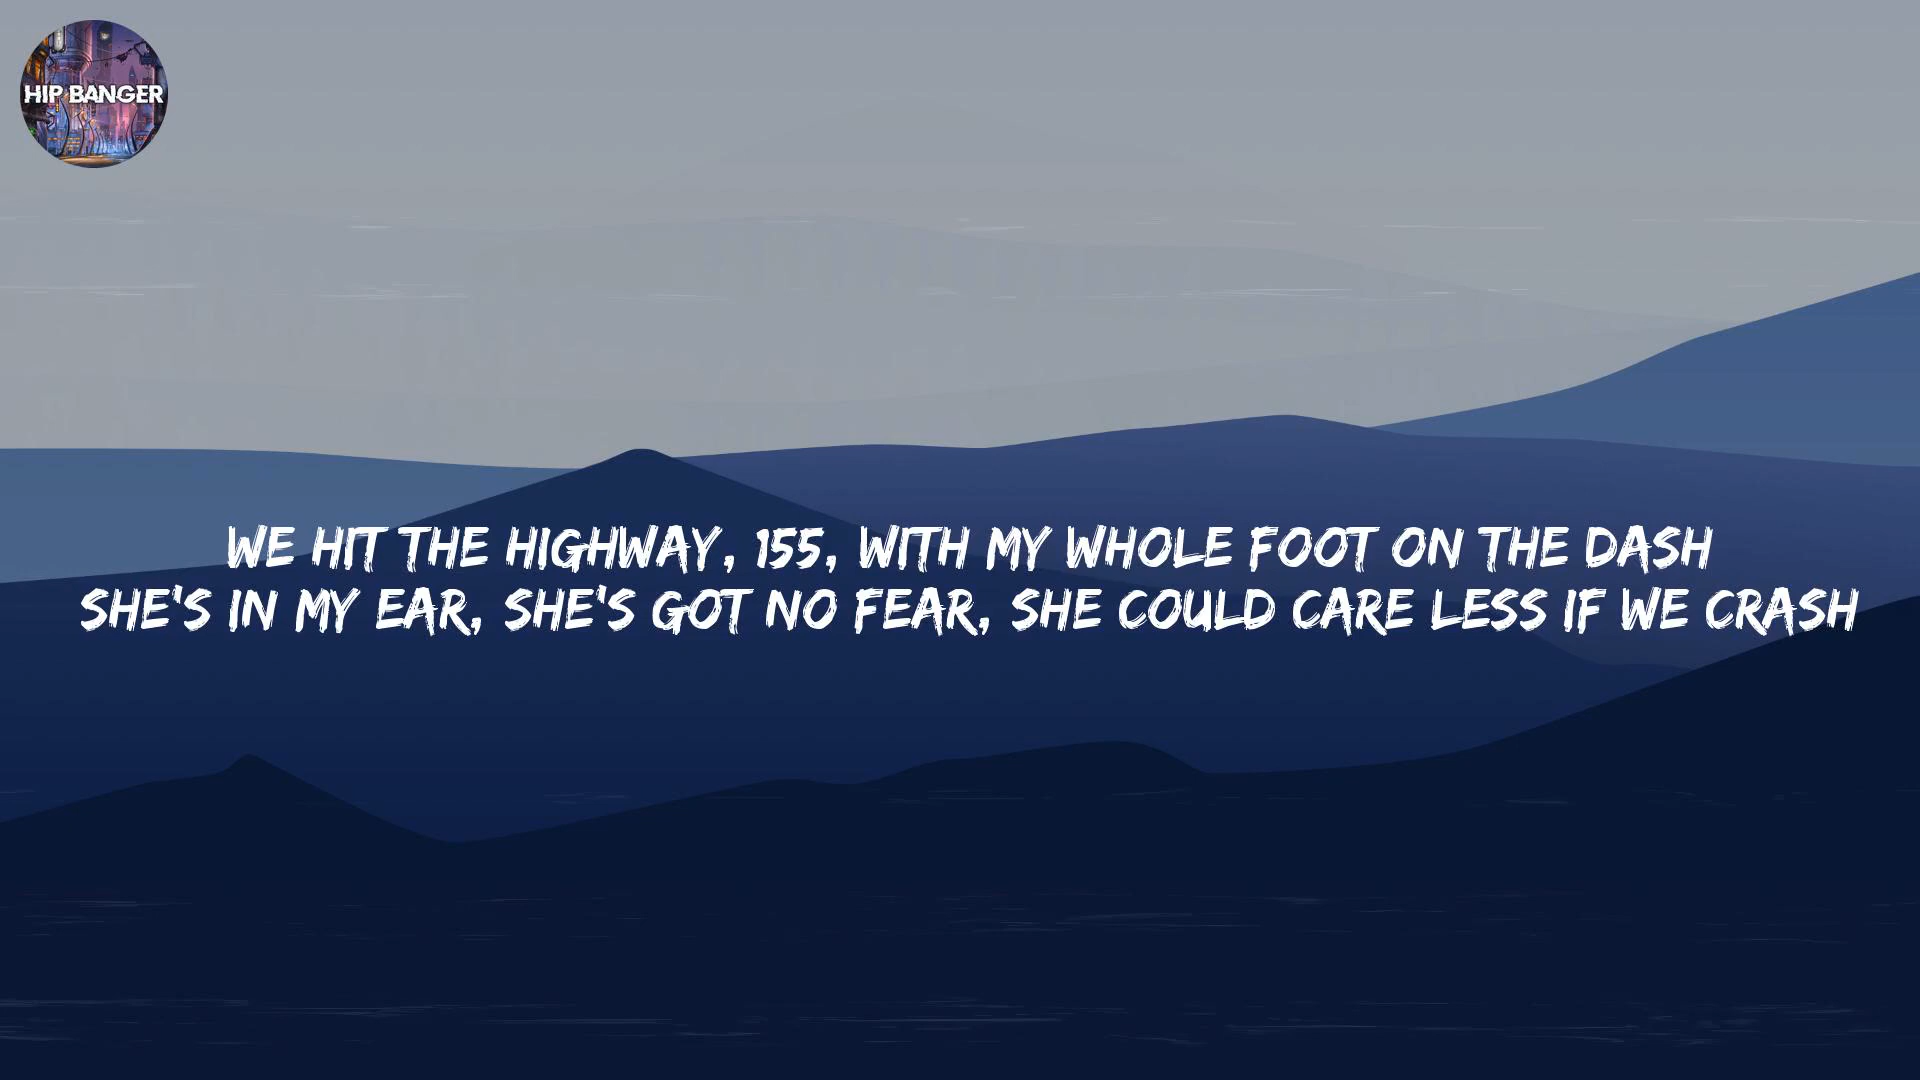 HIP BANGER
WE HIT THE HIGHWAY, 155, WITH MY WHOLE FOOT ON THE DASH
SHE'S IN MY EAR, SHE'S GOT NO FEAR, SHE COULD CARE LESS IF WE CRASH